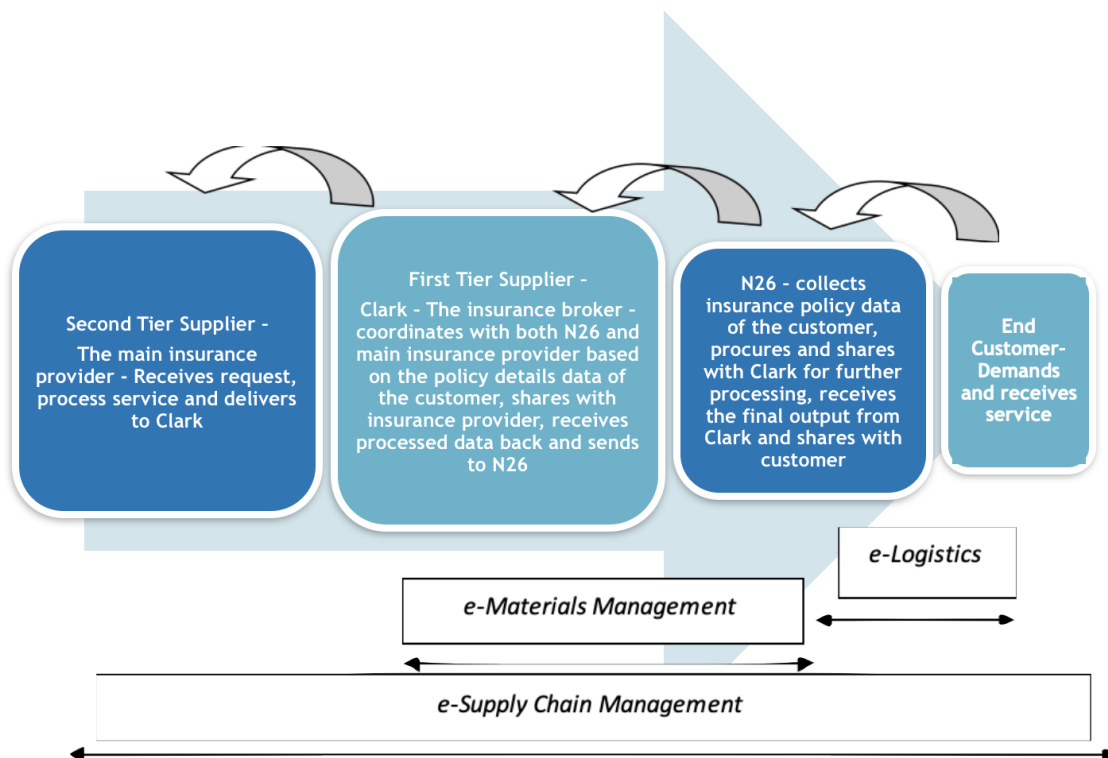 Second Tier Supplier –
The main insurance
provider - Receives request,
process service and delivers
to Clark
First Tier Supplier –
Clark – The insurance broker –
coordinates with both N26 and
main insurance provider based
on the policy details data of
the customer, shares with
insurance provider, receives
processed data back and sends
to N26
N26 – collects
insurance policy data
of the customer,
procures and shares
with Clark for further
processing, receives
the final output from
Clark and shares with
customer
End
Customer-
Demands
and receives
service
e-Logistics
e-Materials Management
e-Supply Chain Management